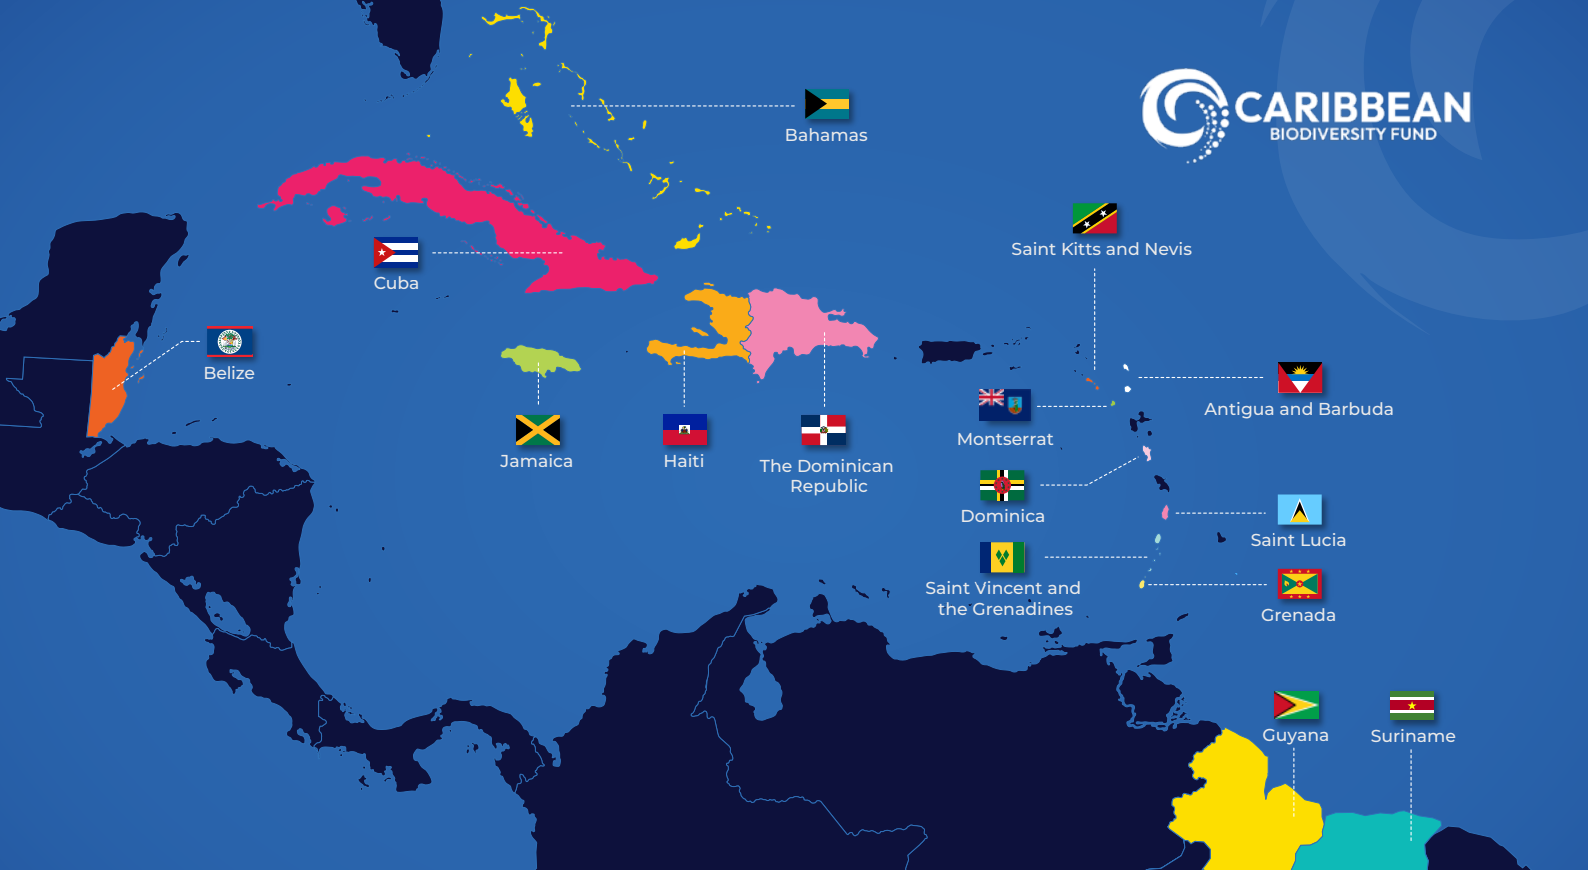 CARIBBEAN
BIODIVERSITY FUND
Bahamas
Saint Kitts and Nevis
Cuba
Belize
Antigua and Barbuda
Montserrat
Jamaica
Haiti
The Dominican
Republic
Dominica
Saint Lucia
Saint Vincent and
the Grenadines
Grenada
Guyana
Suriname